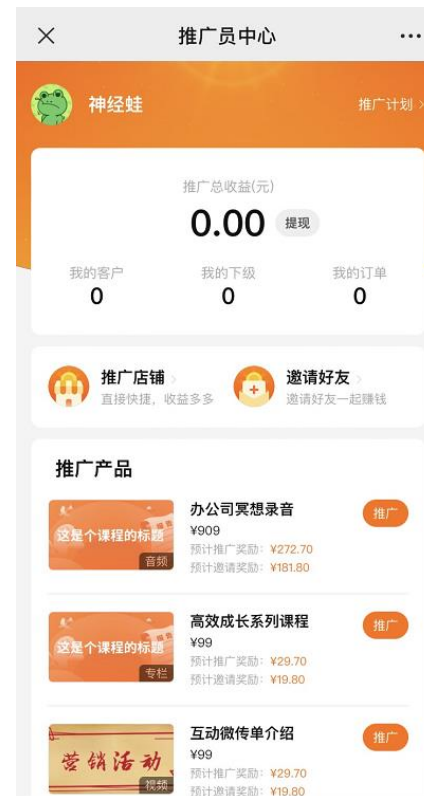 推广员中心
神经蛙
推广计划
推广总收益(元)
0.00 提现
我的客户 我的下级 我的订单
0 0 0
推广店铺
直接快捷，收益多多
邀请好友
邀请好友一起赚钱
推广产品
这是个课程的标题
音频
办公司冥想录音
¥909
预计推广奖励：¥272.70
预计邀请奖励：¥181.80
推广
这是个课程的标题
专栏
高效成长系列课程
¥99
预计推广奖励：¥29.70
预计邀请奖励：¥19.80
推广
营销活动
视频
互动微传单介绍
¥99
预计推广奖励：¥29.70
预计邀请奖励：¥19.80
推广